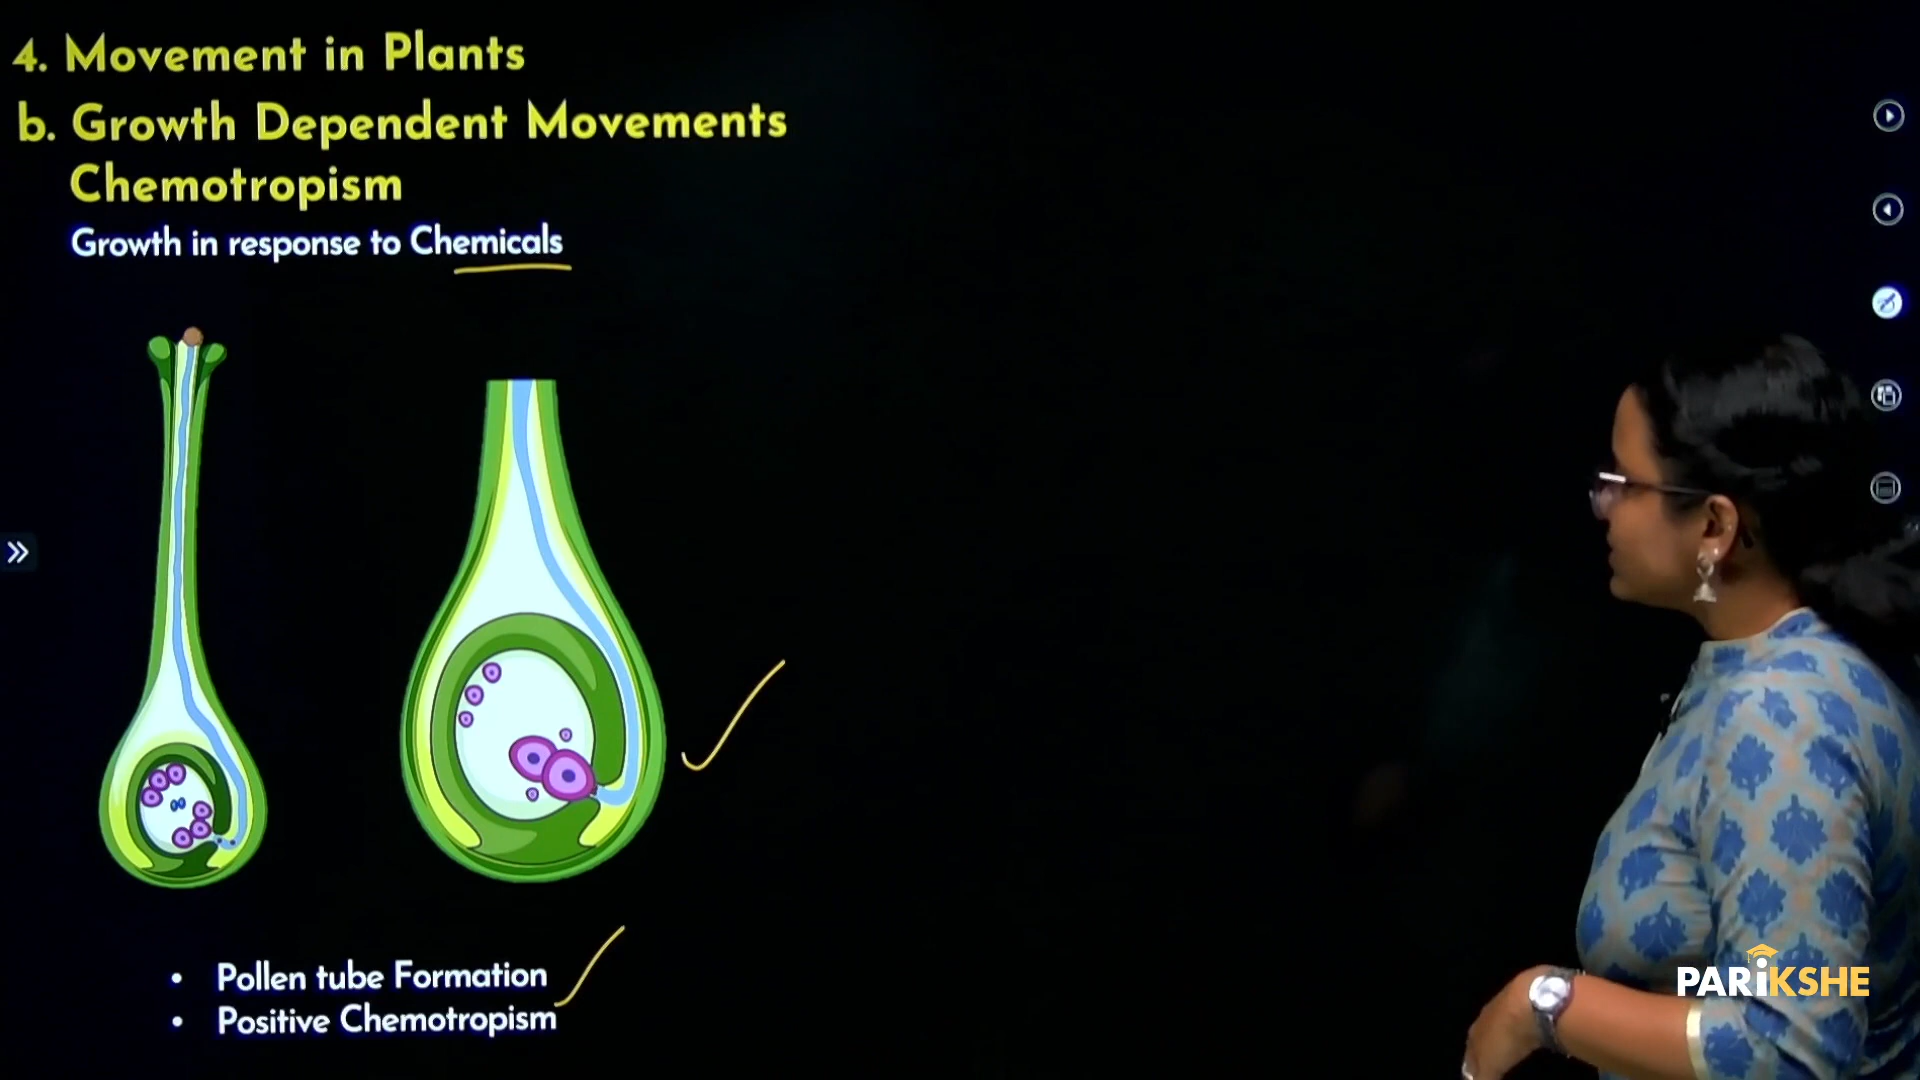 4. Movement in Plants
b. Growth Dependent Movements
Chemotropism
Growth in response to Chemicals
• Pollen tube Formation
• Positive Chemotropism
PARiKSHE